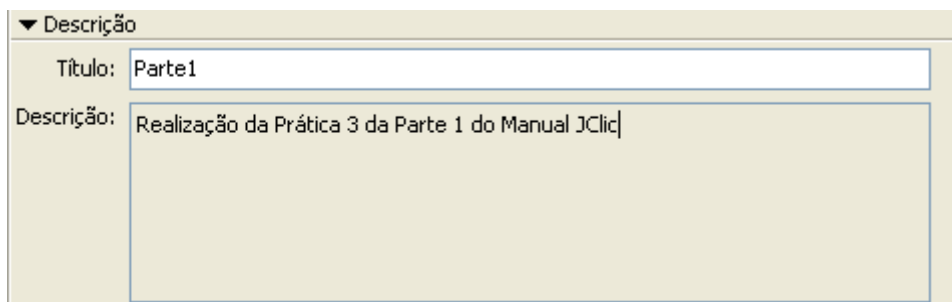 Descrição
Título: Parte1
Descrição: Realização da Prática 3 da Parte 1 do Manual JClic